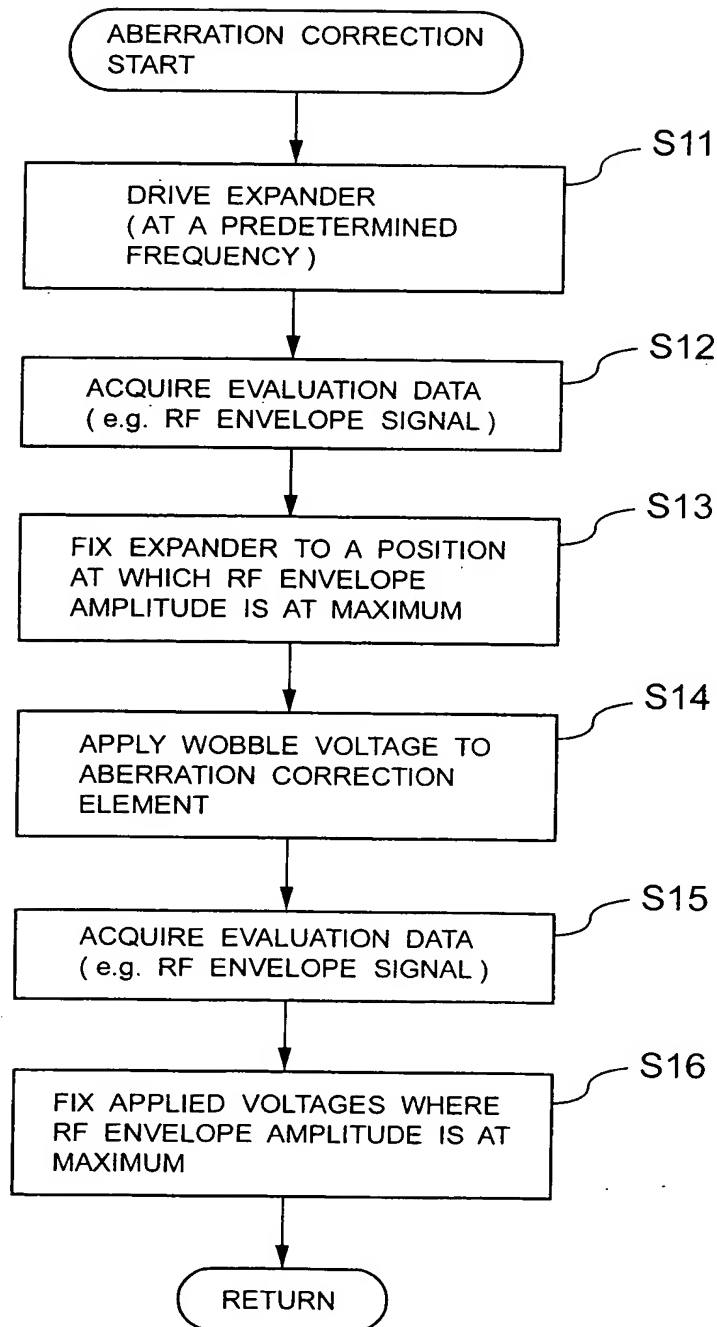 ABERRATION CORRECTION
START
S11
DRIVE EXPANDER
( AT A PREDETERMINED
FREQUENCY )
S12
ACQUIRE EVALUATION DATA
( e.g. RF ENVELOPE SIGNAL )
S13
FIX EXPANDER TO A POSITION
AT WHICH RF ENVELOPE
AMPLITUDE IS AT MAXIMUM
S14
APPLY WOBBLE VOLTAGE TO
ABERRATION CORRECTION
ELEMENT
S15
ACQUIRE EVALUATION DATA
( e.g. RF ENVELOPE SIGNAL )
S16
FIX APPLIED VOLTAGES WHERE
RF ENVELOPE AMPLITUDE IS AT
MAXIMUM
RETURN